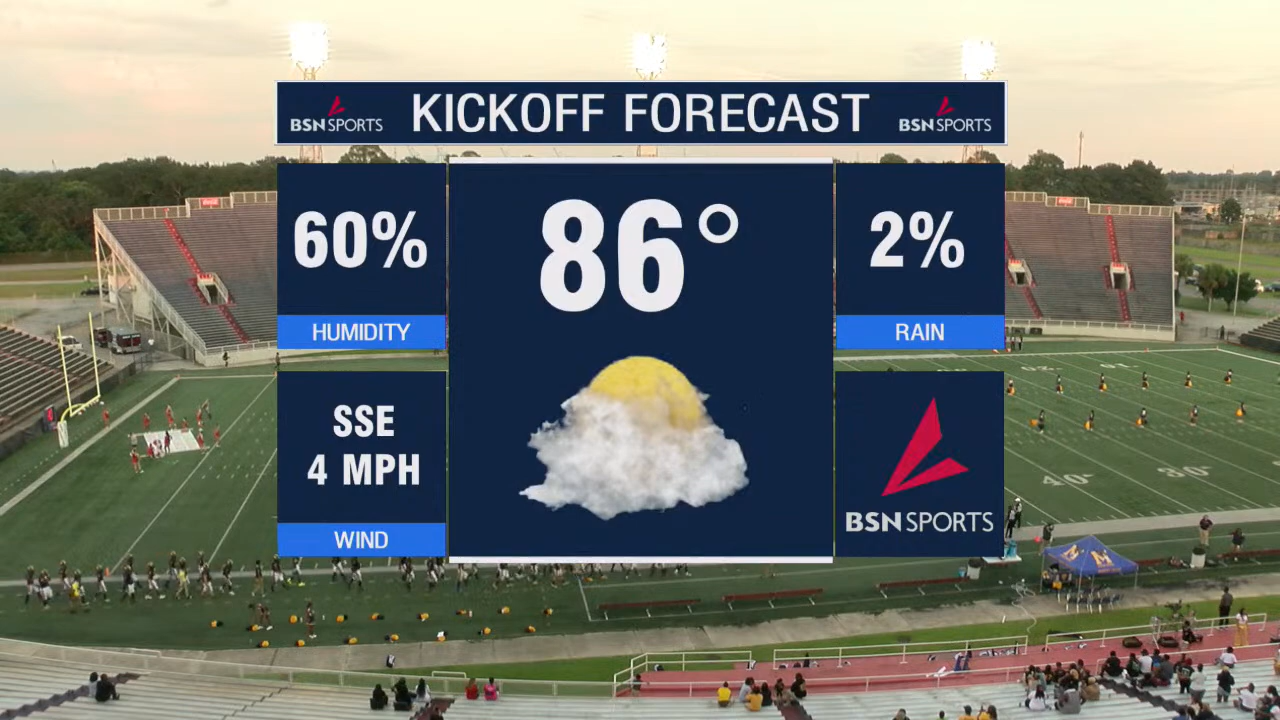 BSN SPORTS
KICKOFF FORECAST
BSN SPORTS
60%
HUMIDITY
86°
2%
RAIN
SSE
4 MPH
WIND
BSN SPORTS
40
30
M